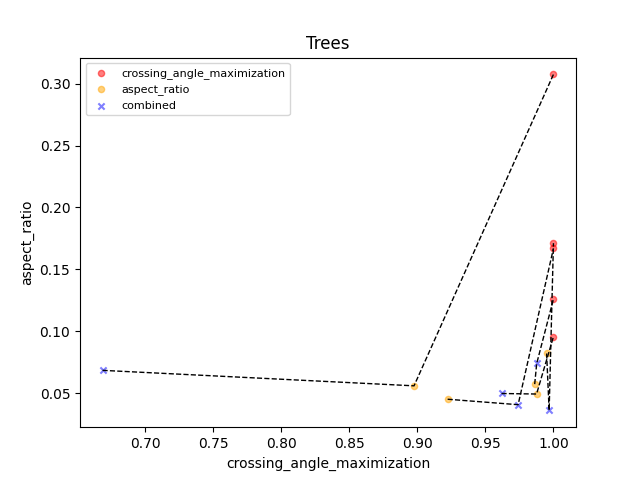 Trees
crossing_angle_maximization
aspect_ratio
combined
0.30
0.25
0.20
0.15
0.10
0.05
aspect_ratio
0.70
0.75
0.80
0.85
0.90
0.95
1.00
crossing_angle_maximization